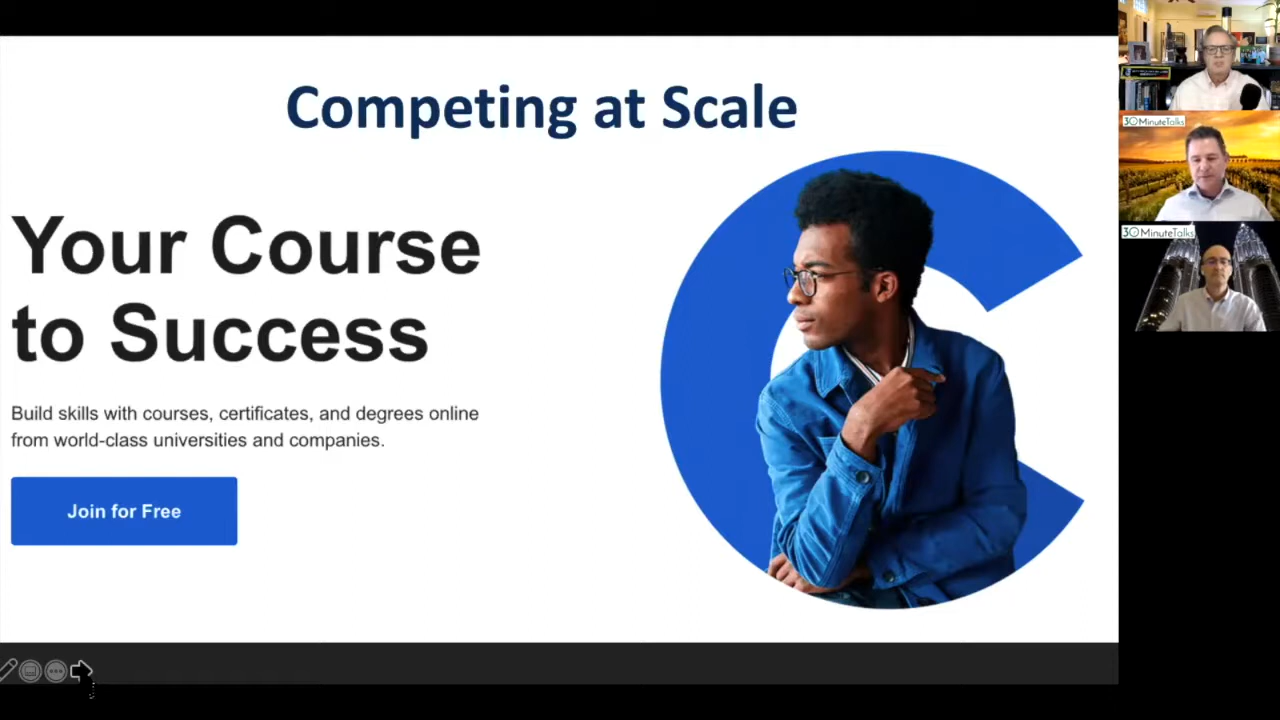 Competing at Scale
Your Course
to Success
Build skills with courses, certificates, and degrees online
from world-class universities and companies.
Join for Free
30MinuteTalks
30MinuteTalks